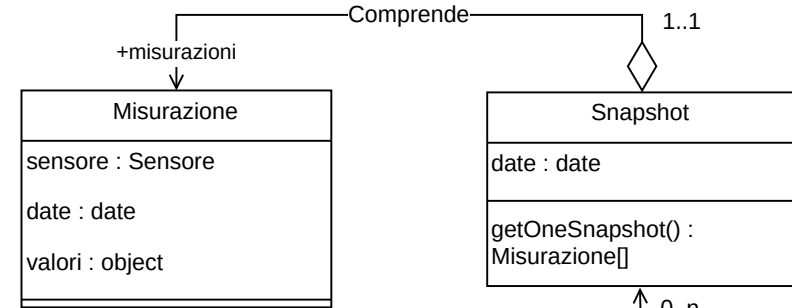 Comprende
1..1
+misurazioni
Misurazione
sensore : Sensore
date : date
valori : object
Snapshot
date : date
getOneSnapshot() :
Misurazione[]
0..n